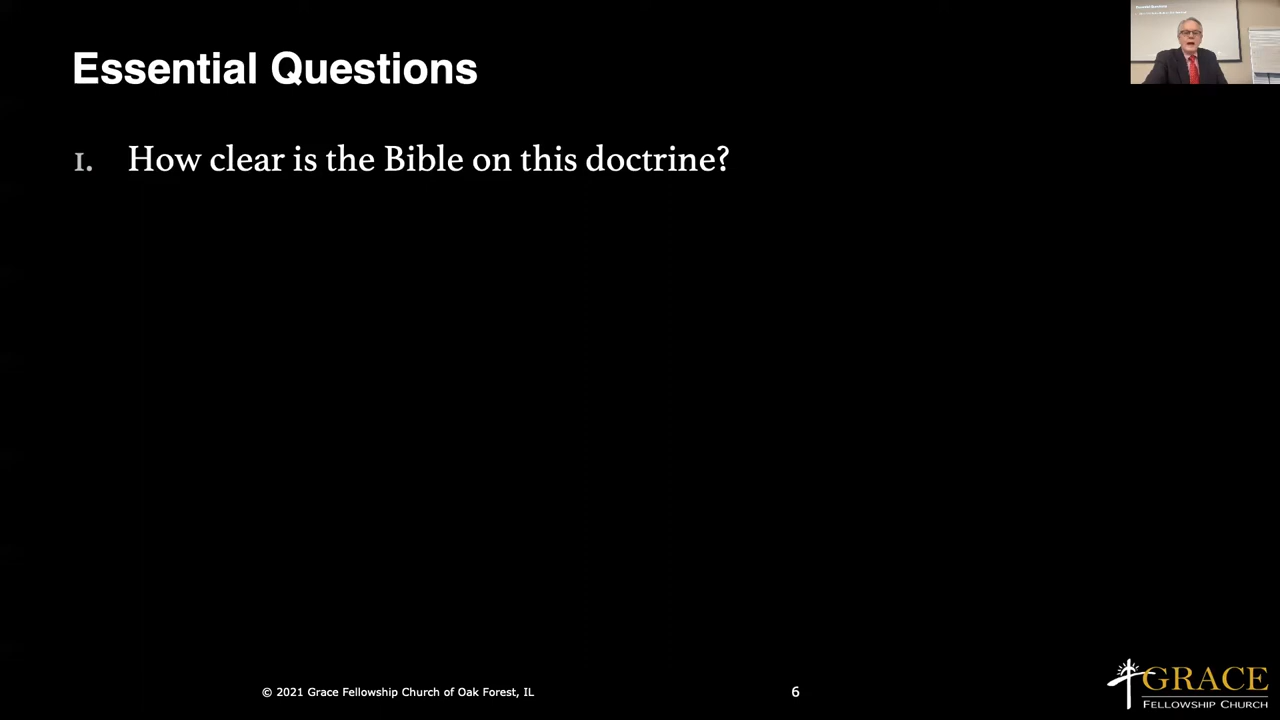 Essential Questions
1. How clear is the Bible on this doctrine?
© 2021 Grace Fellowship Church of Oak Forest, IL
6
GRACE
FELLOWSHIP CHURCH